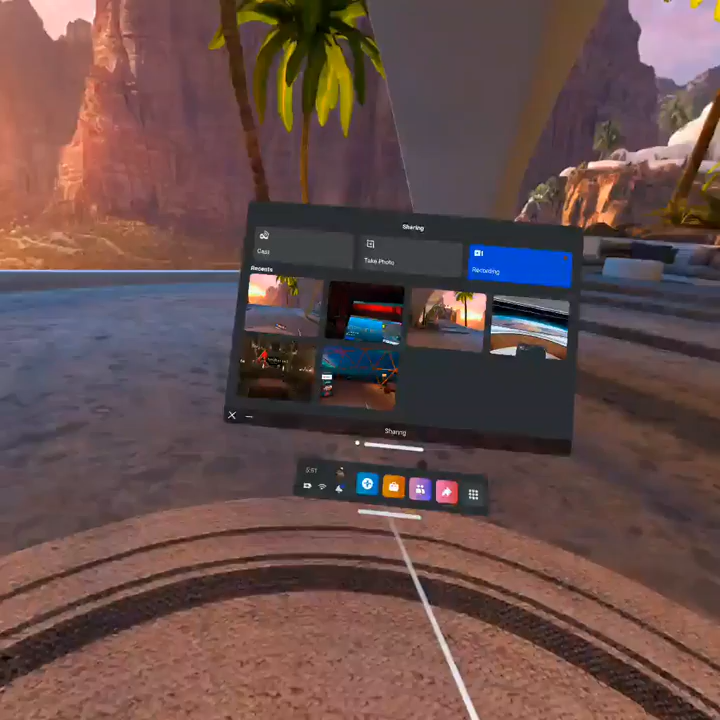 Sharing
Cast
Take Photo
Recording
Recents
Sharing